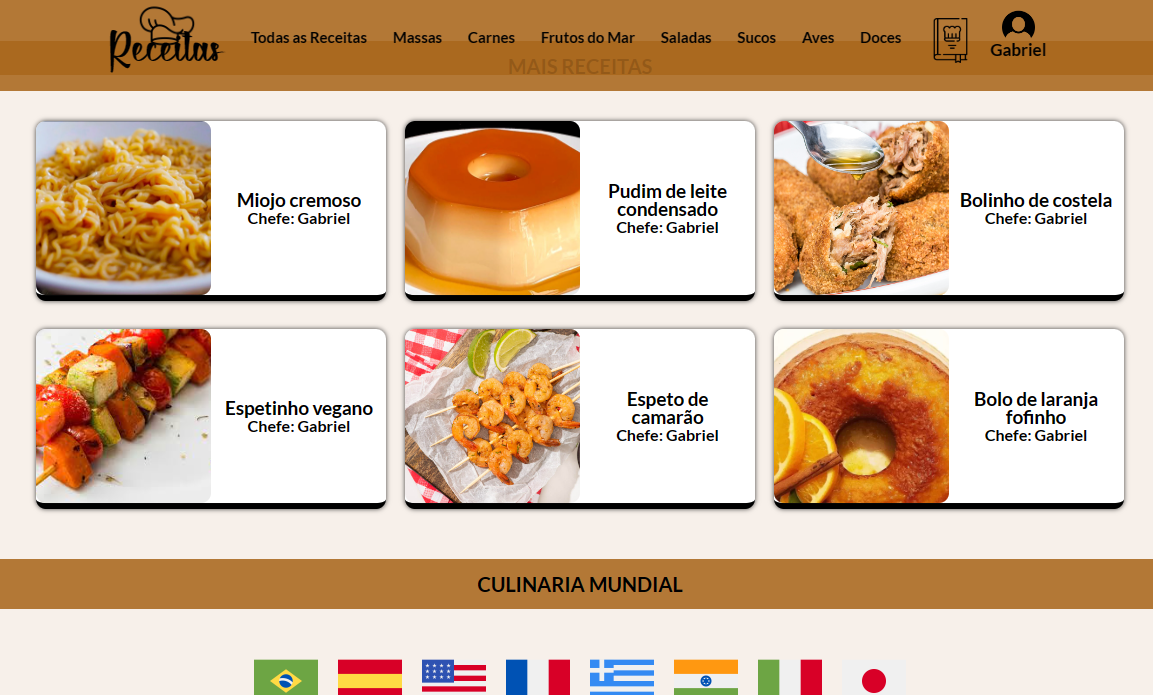 Receitas
Todas as Receitas Massas Carnes Frutos do Mar Saladas Sucos Aves Doces
Gabriel
MAIS RECEITAS
Miojo cremoso
Chefe: Gabriel
Pudim de leite
condensado
Chefe: Gabriel
Bolinho de costela
Chefe: Gabriel
Espetinho vegano
Chefe: Gabriel
Espeto de
camarão
Chefe: Gabriel
Bolo de laranja
fofinho
Chefe: Gabriel
CULINARIA MUNDIAL